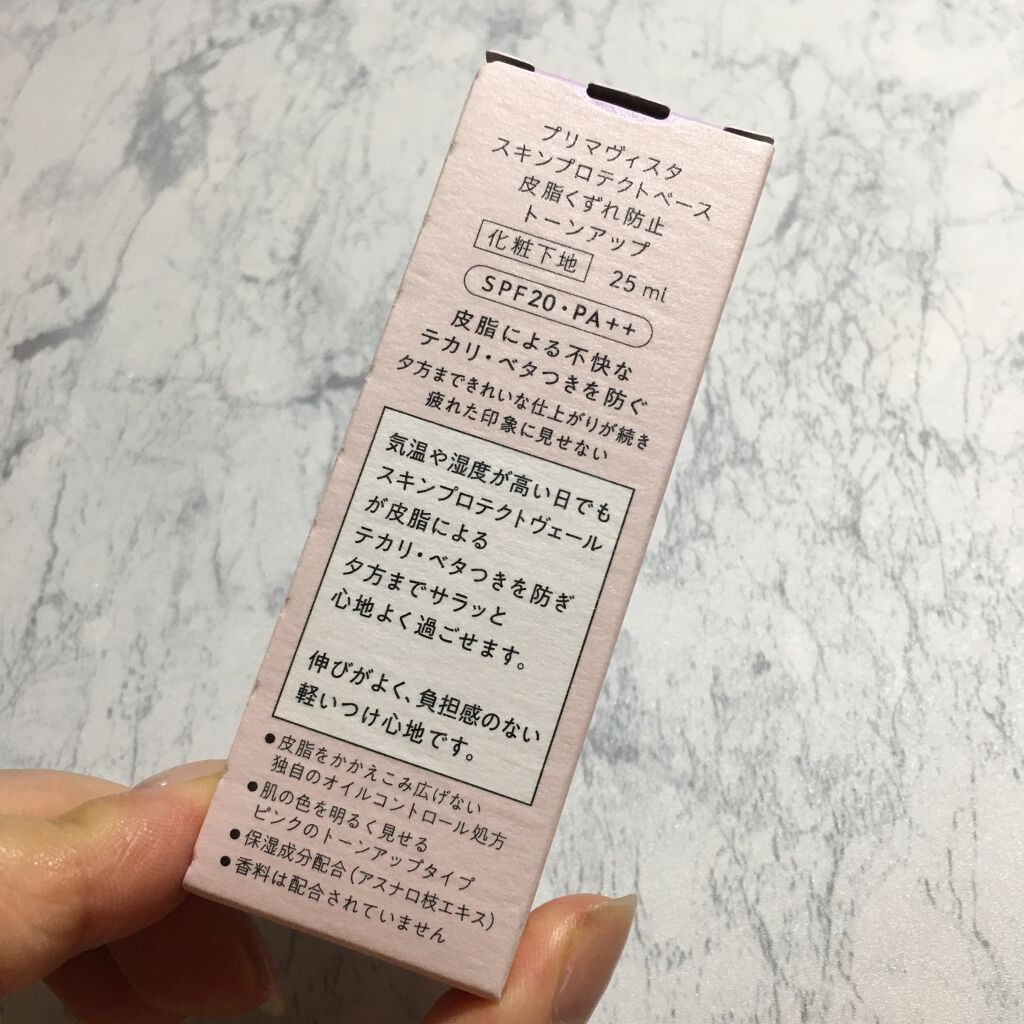 プリマヴィスタ
スキンプロテクトベース
皮脂くずれ防止
トーンアップ
化粧下地 25 ml
SPF20・PA++
皮脂による不快な
テカリ・ベタつきを防ぐ
夕方まできれいな仕上がりが続き
疲れた印象に見せない
気温や湿度が高い日でも
スキンプロテクトヴェール
が皮脂による
テカリ・ベタつきを防ぎ
夕方までサラッと
心地よく過ごせます。
伸びがよく、負担感のない
軽いつけ心地です。
●皮脂をかかえこみ広げない
独自のオイルコントロール処方
●肌の色を明るく見せる
ピンクのトーンアップタイプ
●保湿成分配合(アスナロ枝エキス)
●香料は配合されていません